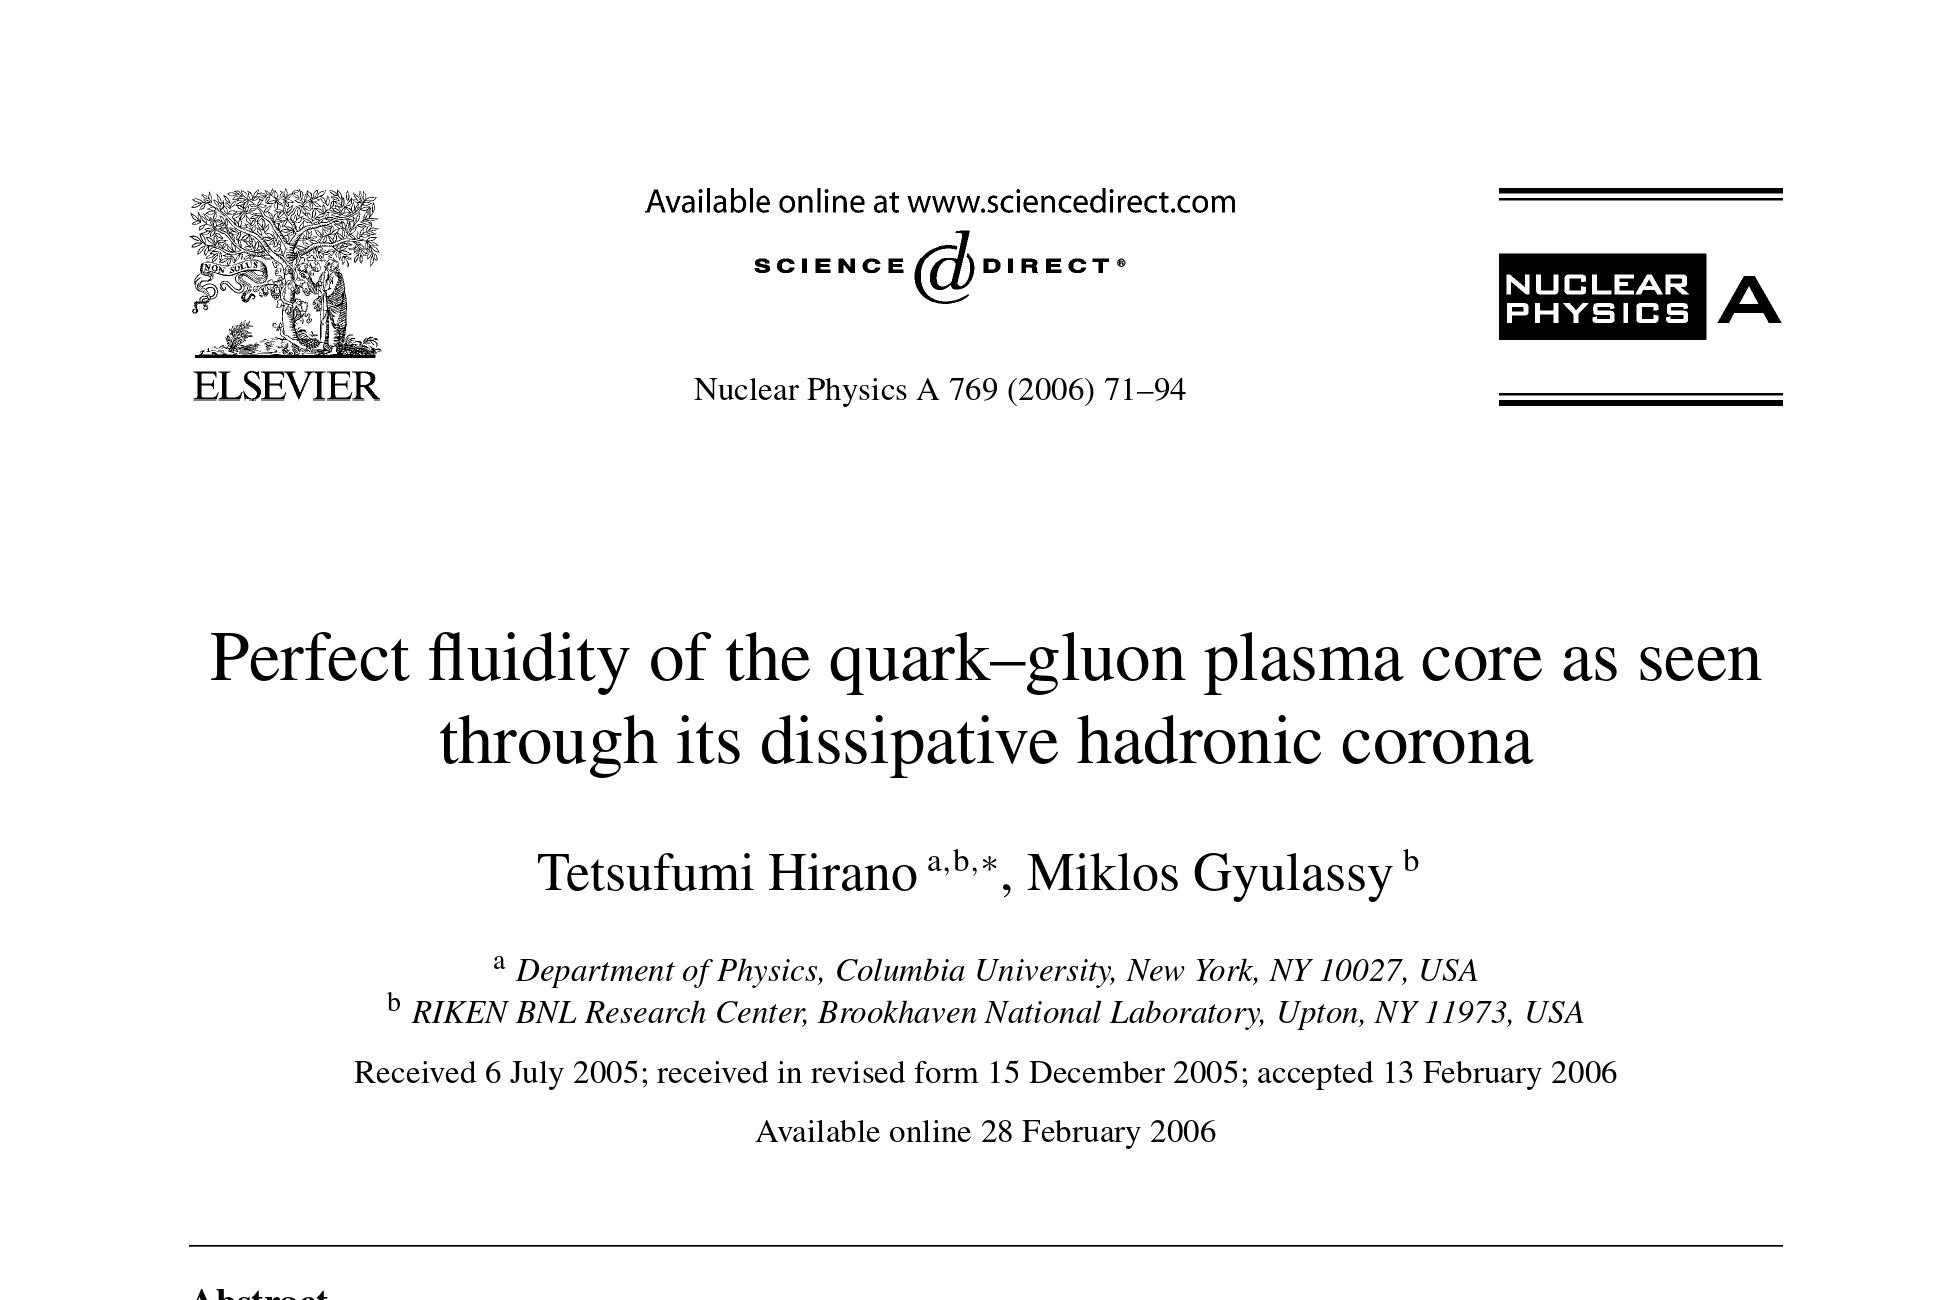 Available online at www.sciencedirect.com
SCIENCE @ DIRECT®
NON SOLUS
ELSEVIER
Nuclear Physics A 769 (2006) 71–94
NUCLEAR
PHYSICS A
Perfect fluidity of the quark–gluon plasma core as seen
through its dissipative hadronic corona
Tetsufumi Hirano a,b,∗, Miklos Gyulassy b
a Department of Physics, Columbia University, New York, NY 10027, USA
b RIKEN BNL Research Center, Brookhaven National Laboratory, Upton, NY 11973, USA
Received 6 July 2005; received in revised form 15 December 2005; accepted 13 February 2006
Available online 28 February 2006
Abstract